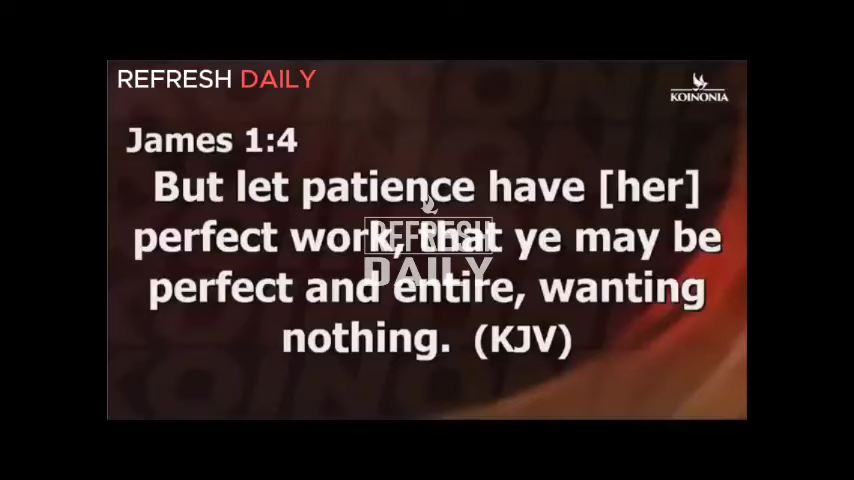 REFRESH DAILY
KOINONIA
James 1:4
But let patience have [her]
perfect work, that ye may be
perfect and entire, wanting
nothing. (KJV)
REFRESH
DAILY